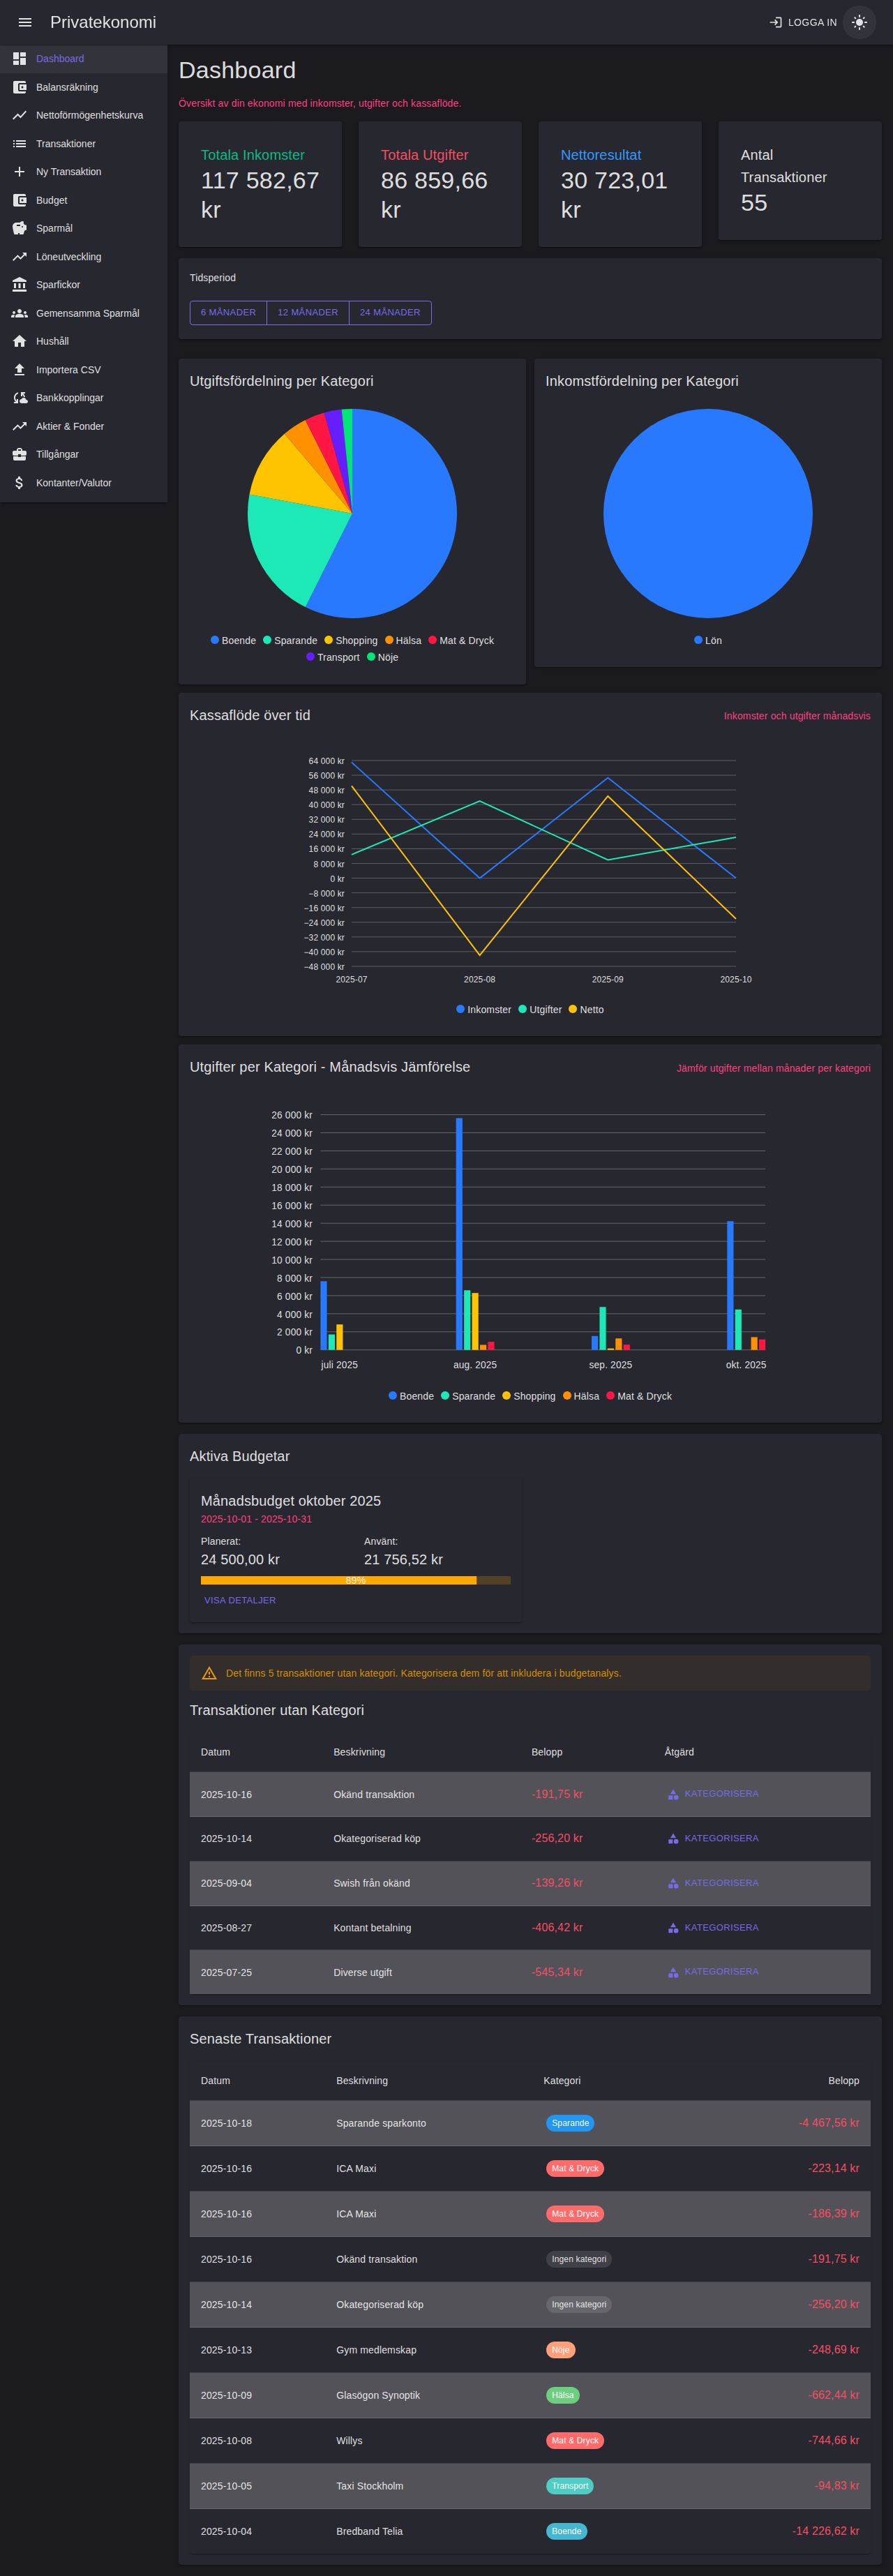 Privatekonomi
LOGGA IN
Dashboard
Balansräkning
Nettoförmögenhetskurva
Transaktioner
Ny Transaktion
Budget
Sparmål
Löneutveckling
Sparfickor
Gemensamma Sparmål
Hushåll
Importera CSV
Bankkopplingar
Aktier & Fonder
Tillgångar
Kontanter/Valutor
Dashboard
Översikt av din ekonomi med inkomster, utgifter och kassaflöde.
Totala Inkomster
117 582,67
kr
Totala Utgifter
86 859,66
kr
Nettoresultat
30 723,01
kr
Antal
Transaktioner
55
Tidsperiod
6 MÅNADER 12 MÅNADER 24 MÅNADER
Utgiftsfördelning per Kategori
Boende Sparande Shopping Hälsa Mat & Dryck
Transport Nöje
Inkomstfördelning per Kategori
Lön
Kassaflöde över tid
Inkomster och utgifter månadsvis
64 000 kr
56 000 kr
48 000 kr
40 000 kr
32 000 kr
24 000 kr
16 000 kr
8 000 kr
0 kr
−8 000 kr
−16 000 kr
−24 000 kr
−32 000 kr
−40 000 kr
−48 000 kr
2025-07 2025-08 2025-09 2025-10
Inkomster Utgifter Netto
Utgifter per Kategori - Månadsvis Jämförelse
Jämför utgifter mellan månader per kategori
26 000 kr
24 000 kr
22 000 kr
20 000 kr
18 000 kr
16 000 kr
14 000 kr
12 000 kr
10 000 kr
8 000 kr
6 000 kr
4 000 kr
2 000 kr
0 kr
juli 2025 aug. 2025 sep. 2025 okt. 2025
Boende Sparande Shopping Hälsa Mat & Dryck
Aktiva Budgetar
Månadsbudget oktober 2025
2025-10-01 - 2025-10-31
Planerat: Använt:
24 500,00 kr 21 756,52 kr
89%
VISA DETALJER
Det finns 5 transaktioner utan kategori. Kategorisera dem för att inkludera i budgetanalys.
Transaktioner utan Kategori
Datum Beskrivning Belopp Åtgärd
2025-10-16 Okänd transaktion -191,75 kr KATEGORISERA
2025-10-14 Okategoriserad köp -256,20 kr KATEGORISERA
2025-09-04 Swish från okänd -139,26 kr KATEGORISERA
2025-08-27 Kontant betalning -406,42 kr KATEGORISERA
2025-07-25 Diverse utgift -545,34 kr KATEGORISERA
Senaste Transaktioner
Datum Beskrivning Kategori Belopp
2025-10-18 Sparande sparkonto Sparande -4 467,56 kr
2025-10-16 ICA Maxi Mat & Dryck -223,14 kr
2025-10-16 ICA Maxi Mat & Dryck -186,39 kr
2025-10-16 Okänd transaktion Ingen kategori -191,75 kr
2025-10-14 Okategoriserad köp Ingen kategori -256,20 kr
2025-10-13 Gym medlemskap Nöje -248,69 kr
2025-10-09 Glasögon Synoptik Hälsa -662,44 kr
2025-10-08 Willys Mat & Dryck -744,66 kr
2025-10-05 Taxi Stockholm Transport -94,83 kr
2025-10-04 Bredband Telia Boende -14 226,62 kr